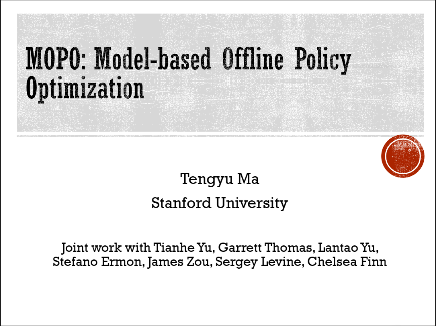 MOPO: Model-based Offline Policy
Optimization
Tengyu Ma
Stanford University
Joint work with Tianhe Yu, Garrett Thomas, Lantao Yu,
Stefano Ermon, James Zou, Sergey Levine, Chelsea Finn